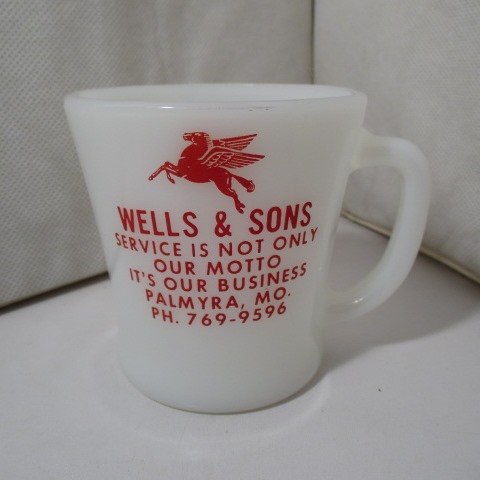 WELLS & SONS
SERVICE IS NOT ONLY
OUR MOTTO
IT'S OUR BUSINESS
PALMYRA, MO.
PH. 769-9596